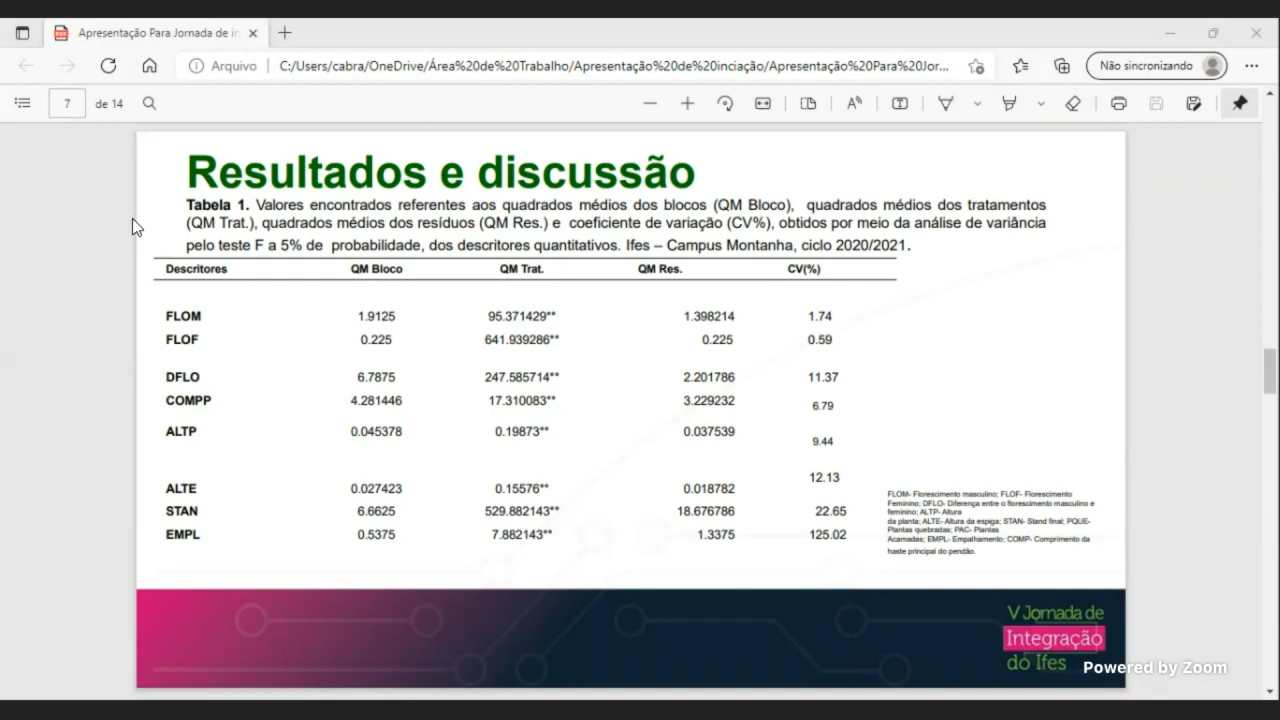 Apresentação Para Jornada de in
Arquivo
C:/Users/cabra/OneDrive/Área%20de%20Trabalho/Apresentação%20de%20inciação/Apresentação%20Para%20Jor...
Não sincronizando
7 de 14
Resultados e discussão
Tabela 1. Valores encontrados referentes aos quadrados médios dos blocos (QM Bloco), quadrados médios dos tratamentos
(QM Trat.), quadrados médios dos resíduos (QM Res.) e coeficiente de variação (CV%), obtidos por meio da análise de variância
pelo teste F a 5% de probabilidade, dos descritores quantitativos. Ifes – Campus Montanha, ciclo 2020/2021.
Descritores QM Bloco QM Trat. QM Res. CV(%)
FLOM 1.9125 95.371429** 1.398214 1.74
FLOF 0.225 641.939286** 0.225 0.59
DFLO 6.7875 247.585714** 2.201786 11.37
COMPP 4.281446 17.310083** 3.229232 6.79
ALTP 0.045378 0.19873** 0.037539 9.44
ALTE 0.027423 0.15576** 0.018782 12.13
STAN 6.6625 529.882143** 18.676786 22.65
EMPL 0.5375 7.882143** 1.3375 125.02
FLOM- Florescimento masculino; FLOF- Florescimento
Feminino; DFLO- Diferença entre o florescimento masculino e
feminino; ALTP- Altura
da planta; ALTE- Altura da espiga; STAN- Stand final; PQUE-
Plantas quebradas; PAC- Plantas
Acamadas; EMPL- Empalhamento; COMP- Comprimento da
haste principal do pendão.
V Jornada de
Integração
do Ifes
Powered by Zoom